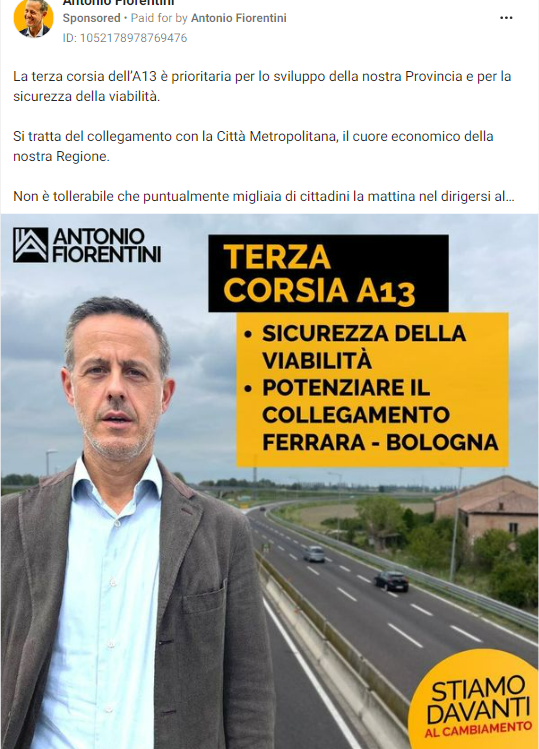 Antonio Fiorentini
Sponsored • Paid for by Antonio Fiorentini
ID: 1052178978769476
La terza corsia dell'A13 è prioritaria per lo sviluppo della nostra Provincia e per la
sicurezza della viabilità.
Si tratta del collegamento con la Città Metropolitana, il cuore economico della
nostra Regione.
Non è tollerabile che puntualmente migliaia di cittadini la mattina nel dirigersi al...
ANTONIO
FIORENTINI
TERZA
CORSIA A13
• SICUREZZA DELLA
VIABILITÀ
• POTENZIARE IL
COLLEGAMENTO
FERRARA - BOLOGNA
STIAMO
DAVANTI
AL CAMBIAMENTO